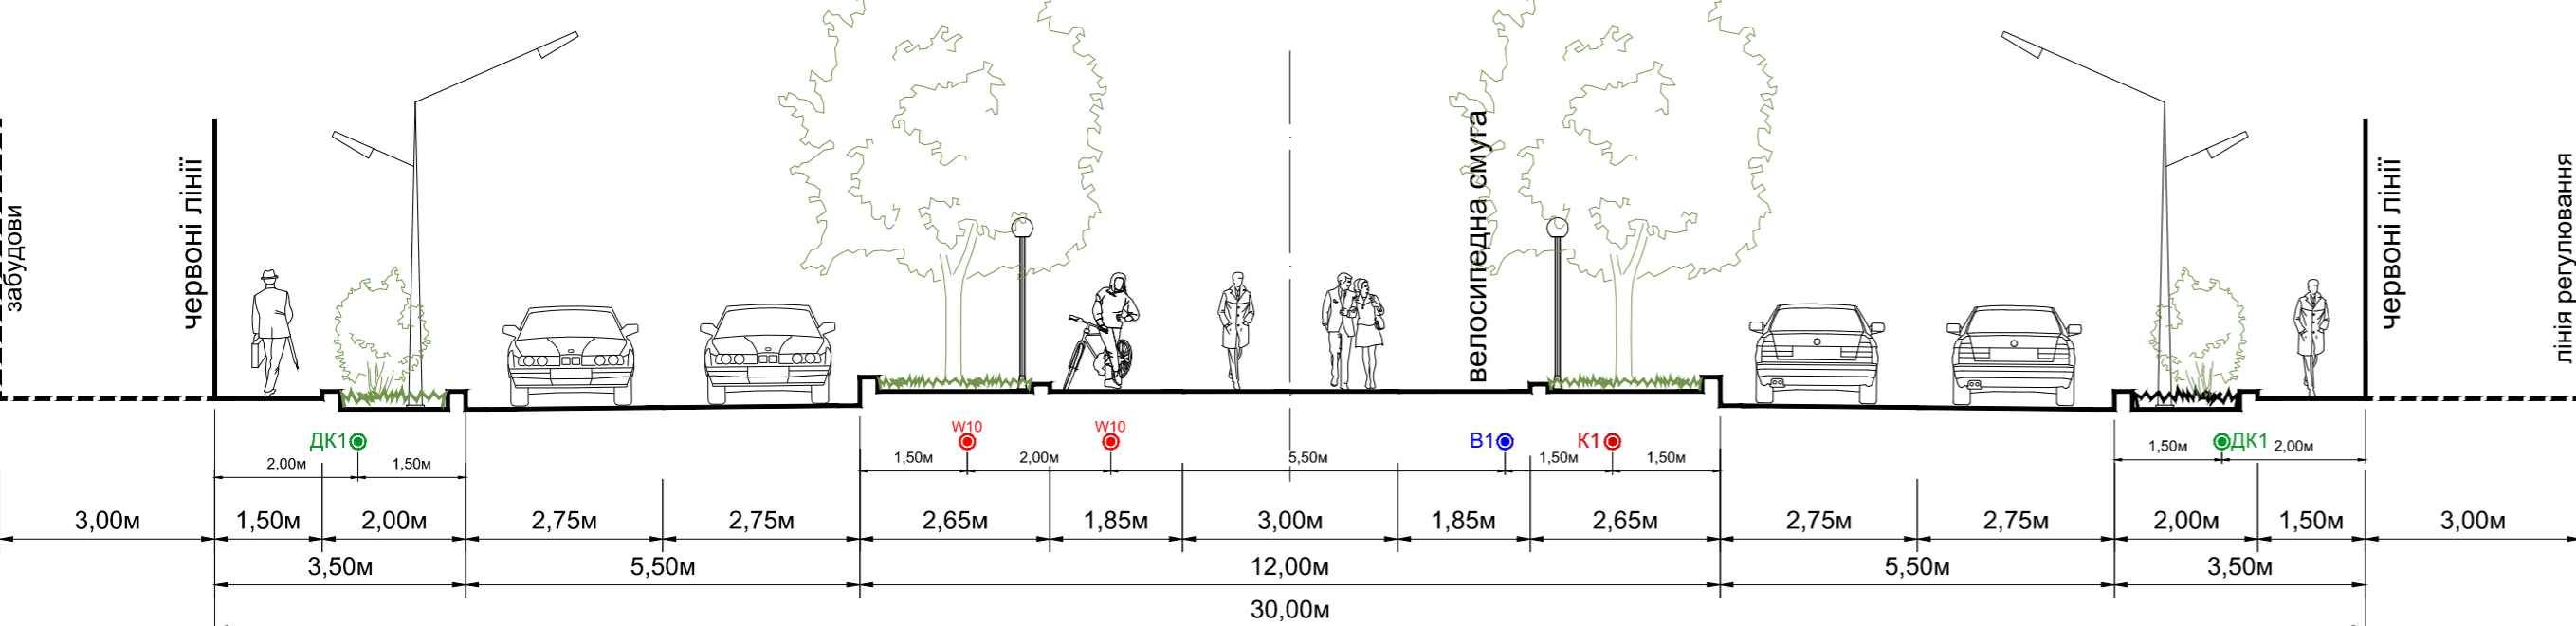 забудови
червоні лінії
велосипедна смуга
червоні лінії
лінія регулювання
ДК1
W10
W10
В1
К1
ДК1
2,00м
1,50м
1,50м
2,00м
5,50м
1,50м
1,50м
1,50м
2,00м
3,00м
1,50м
2,00м
2,75м
2,75м
2,65м
1,85м
3,00м
1,85м
2,65м
2,75м
2,75м
2,00м
1,50м
3,00м
3,50м
5,50м
12,00м
5,50м
3,50м
30,00м